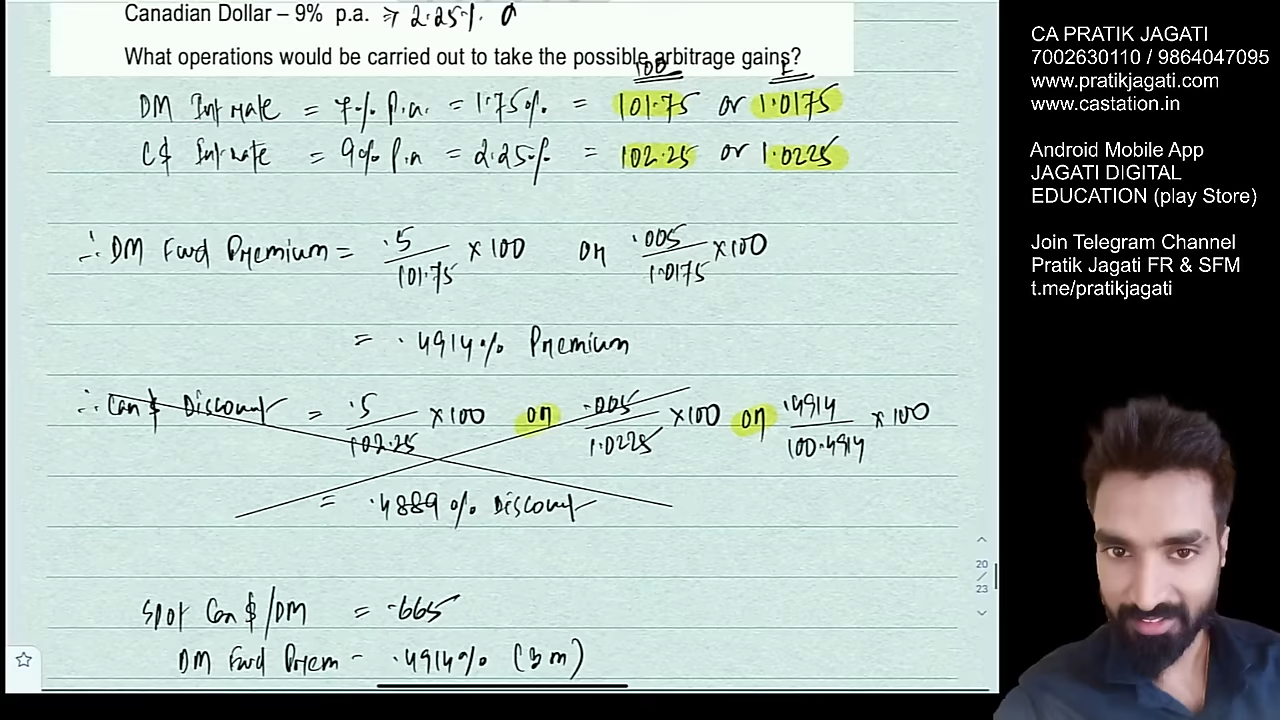 Canadian Dollar – 9% p.a. ⇒ 2.25%
What operations would be carried out to take the possible arbitrage gains?
100 1
DM Int rate = 7% P.a. = 1.75% = 101.75 or 1.0175
C$ Int rate = 9% P.a = 2.25% = 102.25 or 1.0225
∴ DM Fwd Premium = .5/101.75 × 100 or .005/1.0175 × 100
= .4914% Premium
∴ Can $ Discount = .5/102.25 × 100 or .005/1.0225 × 100 or .4914/100.4914 × 100
= .4889% Discount
Spot Can $/DM = .665
DM Fwd Prem - .4914% (3m)
20
/
23
CA PRATIK JAGATI
7002630110 / 9864047095
www.pratikjagati.com
www.castation.in
Android Mobile App
JAGATI DIGITAL
EDUCATION (play Store)
Join Telegram Channel
Pratik Jagati FR & SFM
t.me/pratikjagati